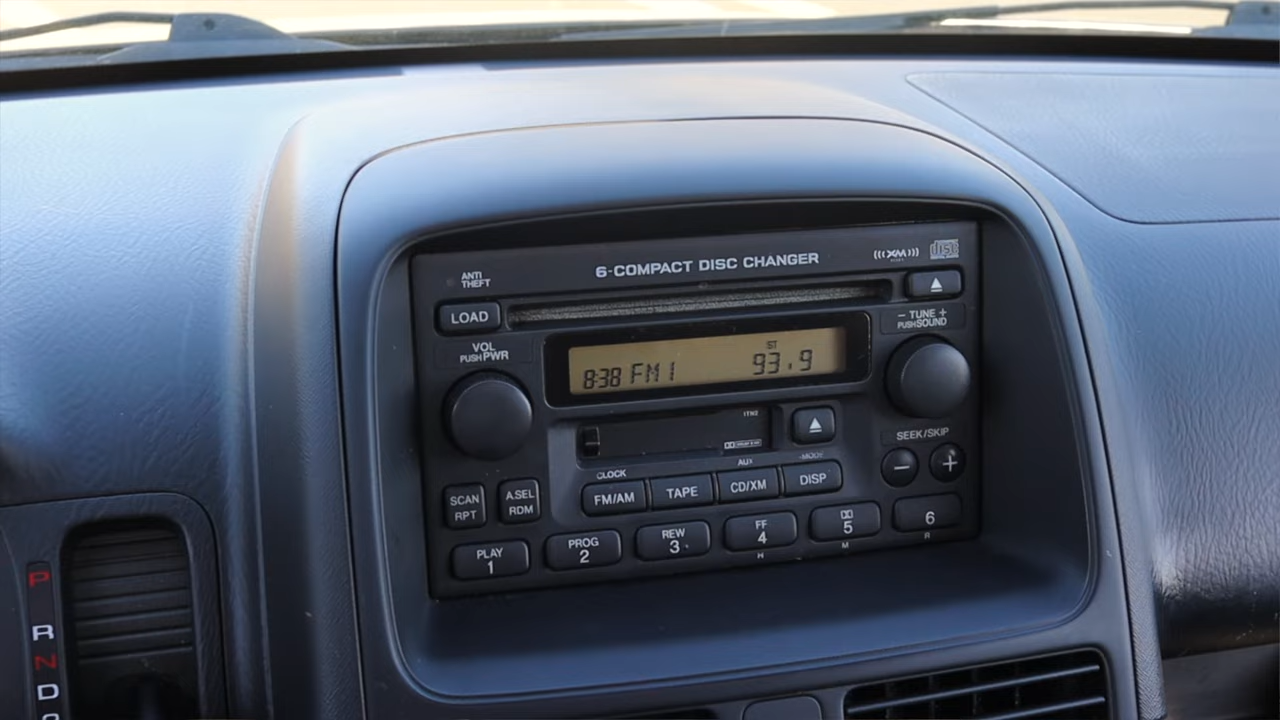 6-COMPACT DISC CHANGER
XM
disc
ANTI
THEFT
LOAD
- TUNE +
PUSH SOUND
VOL
PUSH PWR
ST
8:38 FM1 93.9
SEEK/SKIP
- +
CLOCK AUX -MODE
FM/AM TAPE CD/XM DISP
SCAN
RPT
A.SEL
RDM
PLAY
1
PROG
2
REW
3
FF
4
5
6
H M R
P
R
N
D